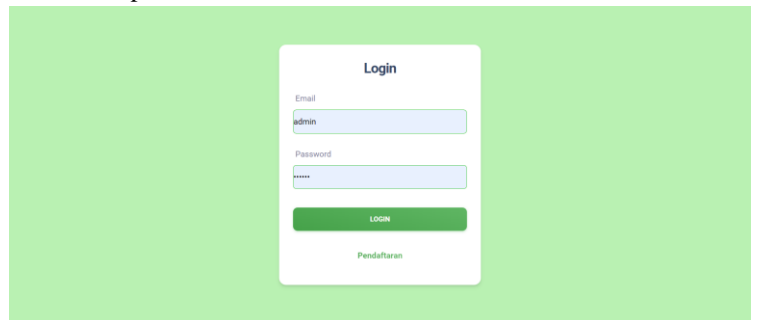 Login
Email
admin
Password
••••••
LOGIN
Pendaftaran